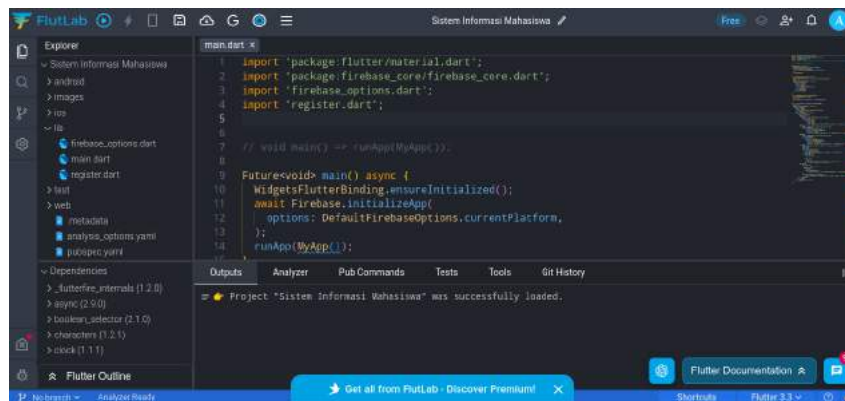 FlutLab
Sistem Informasi Mahasiswa
Free
A
Explorer
Sistem Informasi Mahasiswa
android
images
ios
lib
firebase_options.dart
main.dart
register.dart
test
web
.metadata
analysis_options.yaml
pubspec.yaml
Dependencies
_flutterfire_internals (1.2.0)
async (2.9.0)
boolean_selector (2.1.0)
characters (1.2.1)
clock (1.1.1)
Flutter Outline
main.dart ×
1 import 'package:flutter/material.dart';
2 import 'package:firebase_core/firebase_core.dart';
3 import 'firebase_options.dart';
4 import 'register.dart';
5
6
7 // void main() => runApp(MyApp());
8
9 Future<void> main() async {
10 WidgetsFlutterBinding.ensureInitialized();
11 await Firebase.initializeApp(
12 options: DefaultFirebaseOptions.currentPlatform,
13 );
14 runApp(MyApp());
Outputs Analyzer Pub Commands Tests Tools Git History
Project "Sistem Informasi Mahasiswa" was successfully loaded.
Flutter Documentation
Get all from FlutLab - Discover Premium! ×
No branch Analyzer Ready
Shortcuts Flutter 3.3